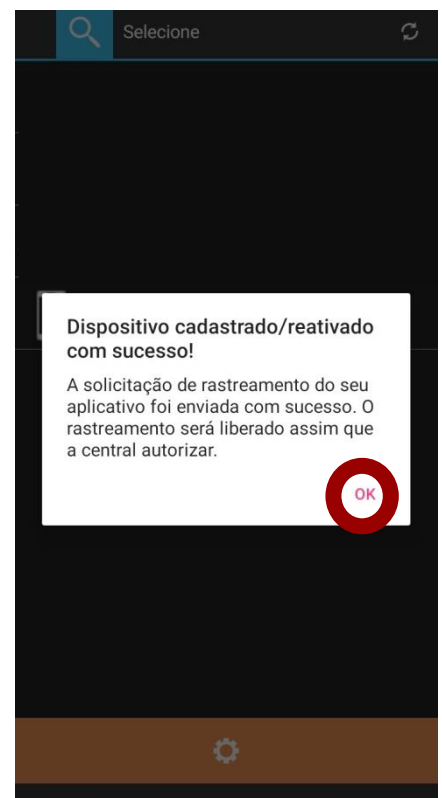 Selecione
Dispositivo cadastrado/reativado
com sucesso!
A solicitação de rastreamento do seu
aplicativo foi enviada com sucesso. O
rastreamento será liberado assim que
a central autorizar.
OK